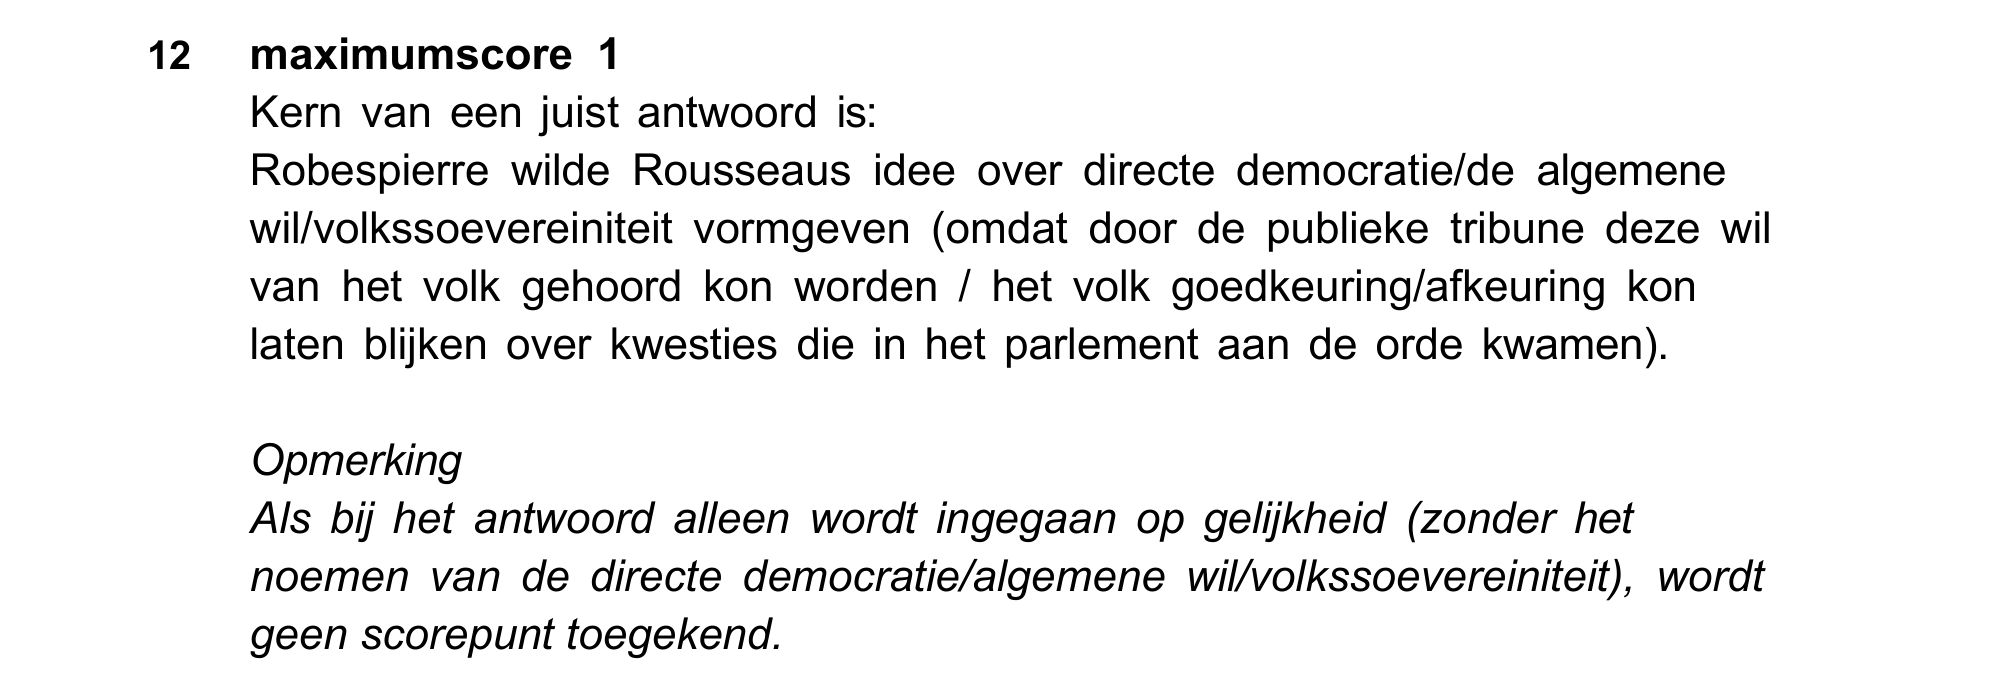 12 maximumscore 1
Kern van een juist antwoord is:
Robespierre wilde Rousseaus idee over directe democratie/de algemene
wil/volkssoevereiniteit vormgeven (omdat door de publieke tribune deze wil
van het volk gehoord kon worden / het volk goedkeuring/afkeuring kon
laten blijken over kwesties die in het parlement aan de orde kwamen).
Opmerking
Als bij het antwoord alleen wordt ingegaan op gelijkheid (zonder het
noemen van de directe democratie/algemene wil/volkssoevereiniteit), wordt
geen scorepunt toegekend.